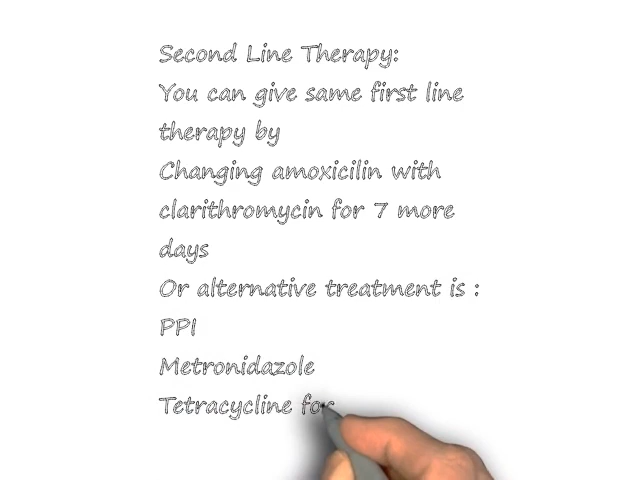 Second Line Therapy:
You can give same first line
therapy by
Changing amoxicilin with
clarithromycin for 7 more
days
Or alternative treatment is :
PPI
Metronidazole
Tetracycline for